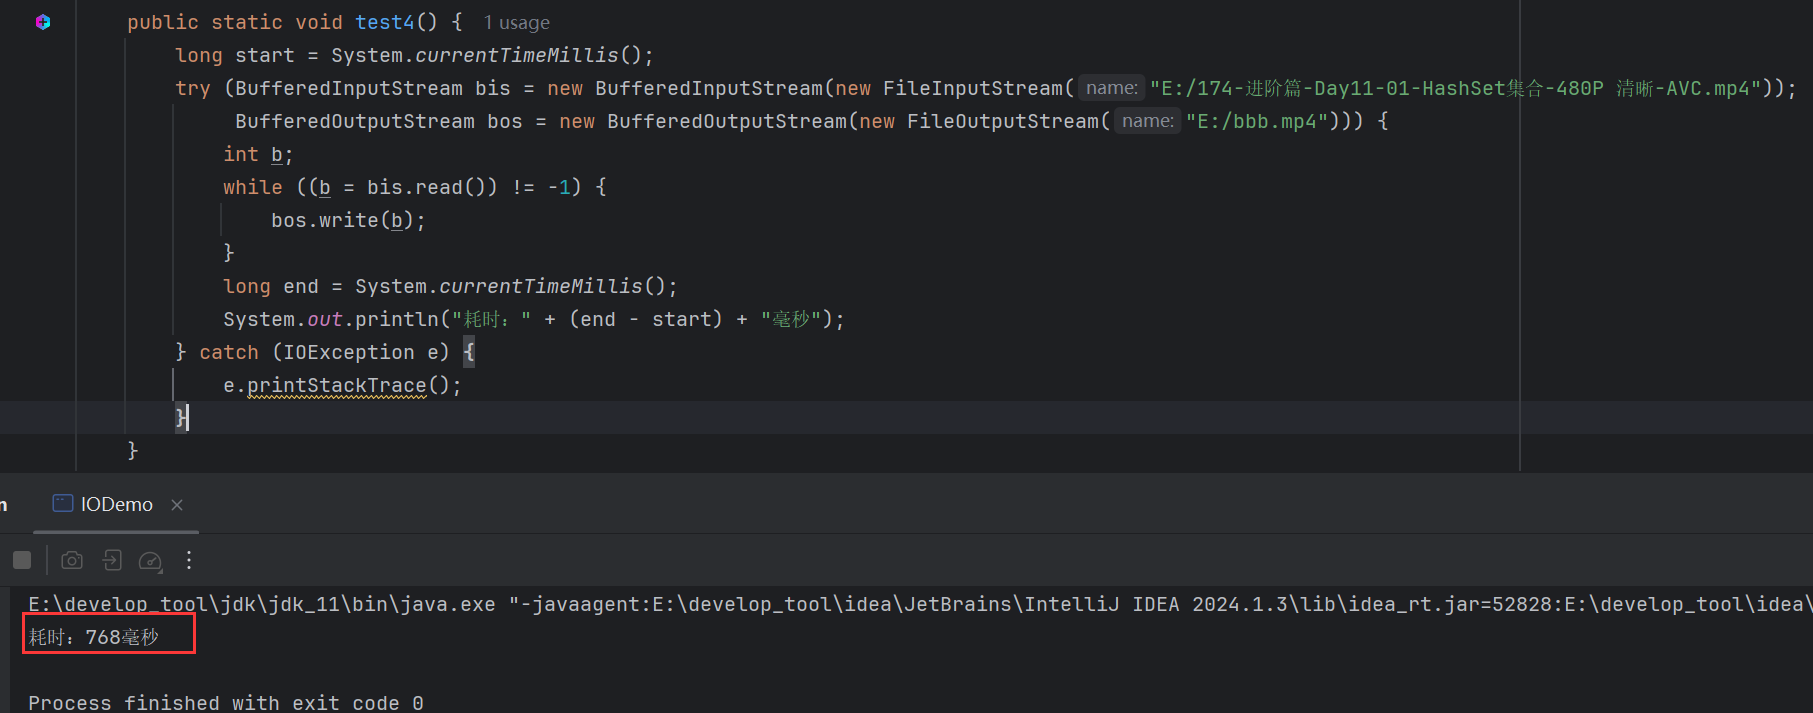 public static void test4() { 1 usage
long start = System.currentTimeMillis();
try (BufferedInputStream bis = new BufferedInputStream(new FileInputStream( name: "E:/174-进阶篇-Day11-01-HashSet集合-480P 清晰-AVC.mp4"));
BufferedOutputStream bos = new BufferedOutputStream(new FileOutputStream( name: "E:/bbb.mp4"))) {
int b;
while ((b = bis.read()) != -1) {
bos.write(b);
}
long end = System.currentTimeMillis();
System.out.println("耗时：" + (end - start) + "毫秒");
} catch (IOException e) {
e.printStackTrace();
}
}
n IODemo
E:\develop_tool\jdk\jdk_11\bin\java.exe "-javaagent:E:\develop_tool\idea\JetBrains\IntelliJ IDEA 2024.1.3\lib\idea_rt.jar=52828:E:\develop_tool\idea\
耗时：768毫秒
Process finished with exit code 0